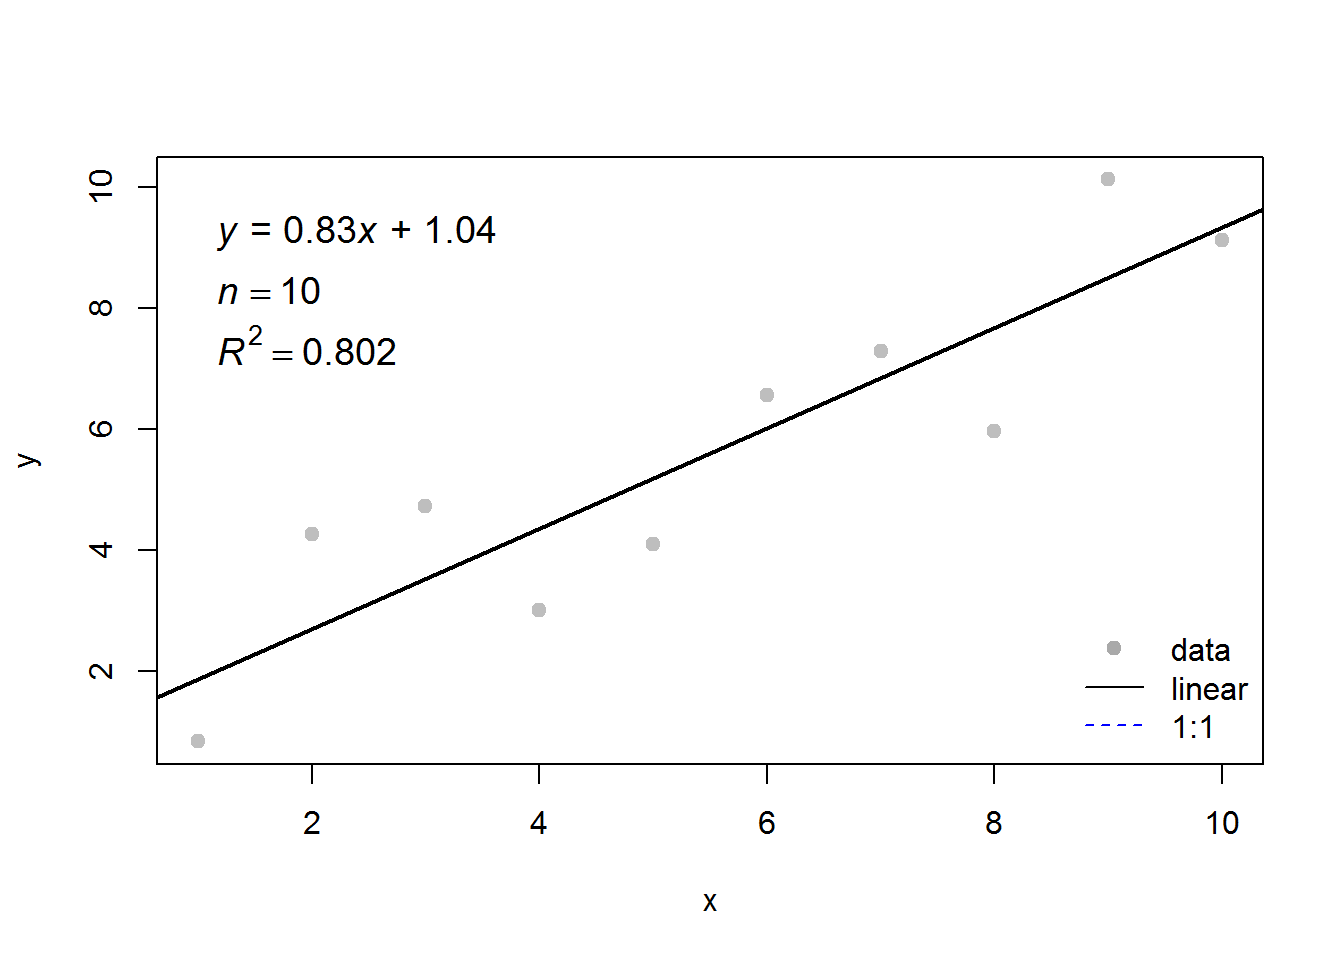 y = 0.83x + 1.04
n = 10
R² = 0.802
10
8
6
4
2
y
data
linear
1:1
2 4 6 8 10
x